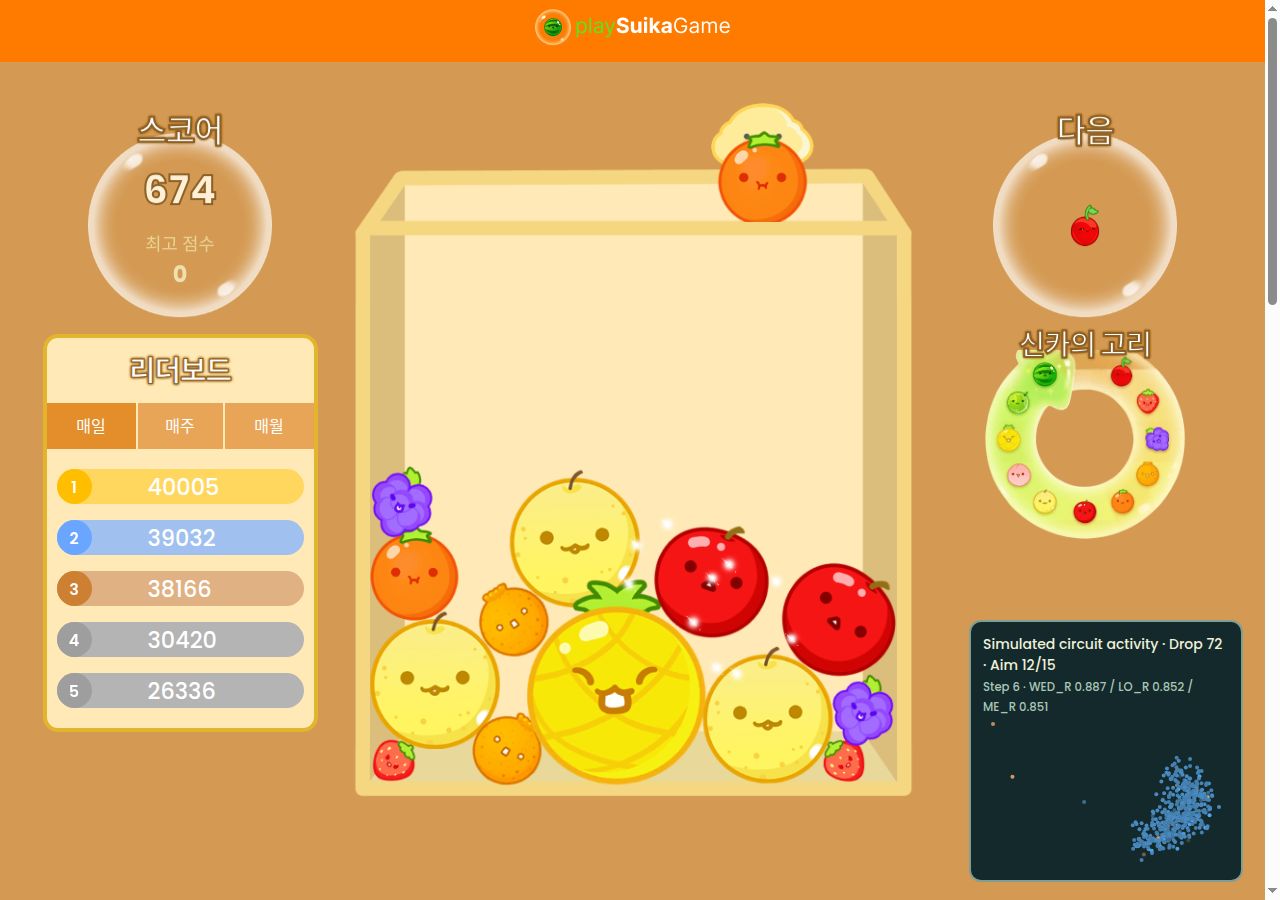 playSuikaGame
스코어
674
최고 점수
0
다음
리더보드
매일 매주 매월
1 40005
2 39032
3 38166
4 30420
5 26336
신카의 고리
Simulated circuit activity · Drop 72
· Aim 12/15
Step 6 · WED_R 0.887 / LO_R 0.852 /
ME_R 0.851